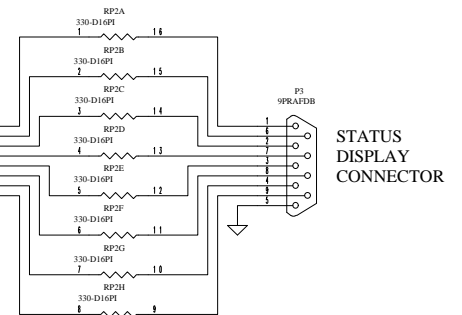 RP2A
330-D16PI
1 16
RP2B
330-D16PI
2 15
RP2C
330-D16PI
3 14
RP2D
330-D16PI
4 13
RP2E
330-D16PI
5 12
RP2F
330-D16PI
6 11
RP2G
330-D16PI
7 10
RP2H
330-D16PI
8 9
P3
9PRAFDB
1
6
2
7
3
8
4
9
5
STATUS
DISPLAY
CONNECTOR